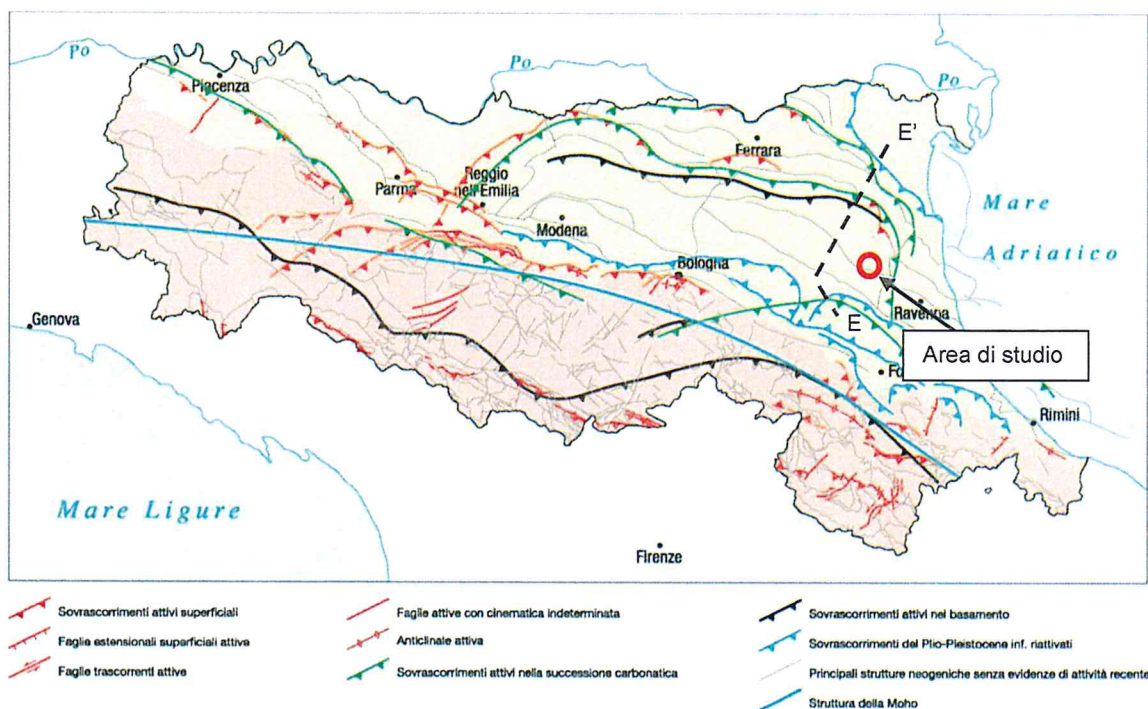 Po
Po
Po
Piacenza
E'
Ferrara
Parma
Reggio
nell'Emilia
Modena
Mare
Adriatico
Bologna
Ravenna
E
Genova
Area di studio
Fo
Rimini
Mare Ligure
Firenze
Sovrascorrimenti attivi superficiali
Faglie estensionali superficiali attive
Faglie trascorrenti attive
Faglie attive con cinematica indeterminata
Anticlinale attiva
Sovrascorrimenti attivi nella successione carbonatica
Sovrascorrimenti attivi nel basamento
Sovrascorrimenti del Plio-Pleistocene inf. riattivati
Principali strutture neogeniche senza evidenze di attività recente
Struttura della Moho